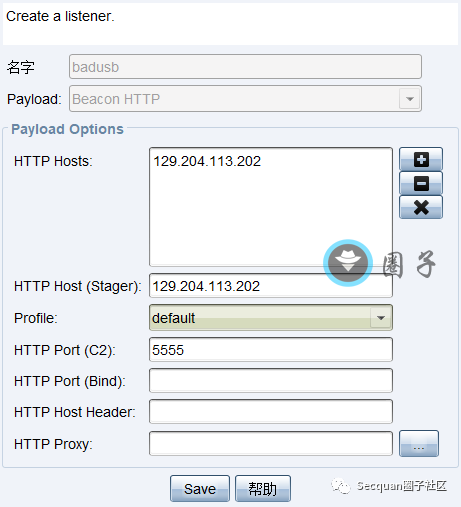 Create a listener.
名字 badusb
Payload: Beacon HTTP
Payload Options
HTTP Hosts: 129.204.113.202
圈子
HTTP Host (Stager): 129.204.113.202
Profile: default
HTTP Port (C2): 5555
HTTP Port (Bind):
HTTP Host Header:
HTTP Proxy: ...
Save 帮助
Secquan圈子社区